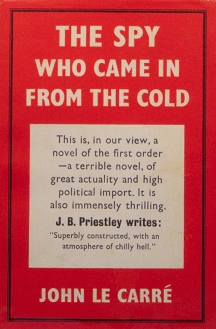 THE SPY
WHO CAME IN
FROM THE COLD
This is, in our view, a
novel of the first order
—a terrible novel, of
great actuality and high
political import. It is
also immensely thrilling.
J. B. Priestley writes:
"Superbly constructed, with an
atmosphere of chilly hell."
JOHN LE CARRÉ